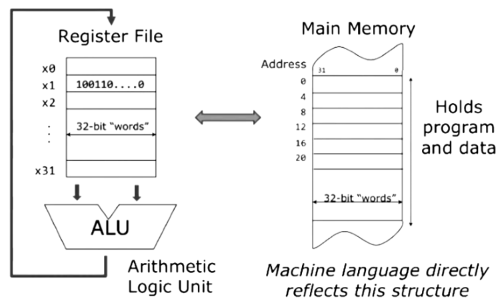 Register File
x0
x1 100110....0
x2
32-bit “words”
.
.
.
x31
ALU
Arithmetic
Logic Unit
Main Memory
Address
31 0
0
4
8
12
16
20
32-bit “words”
Holds
program
and data
Machine language directly
reflects this structure